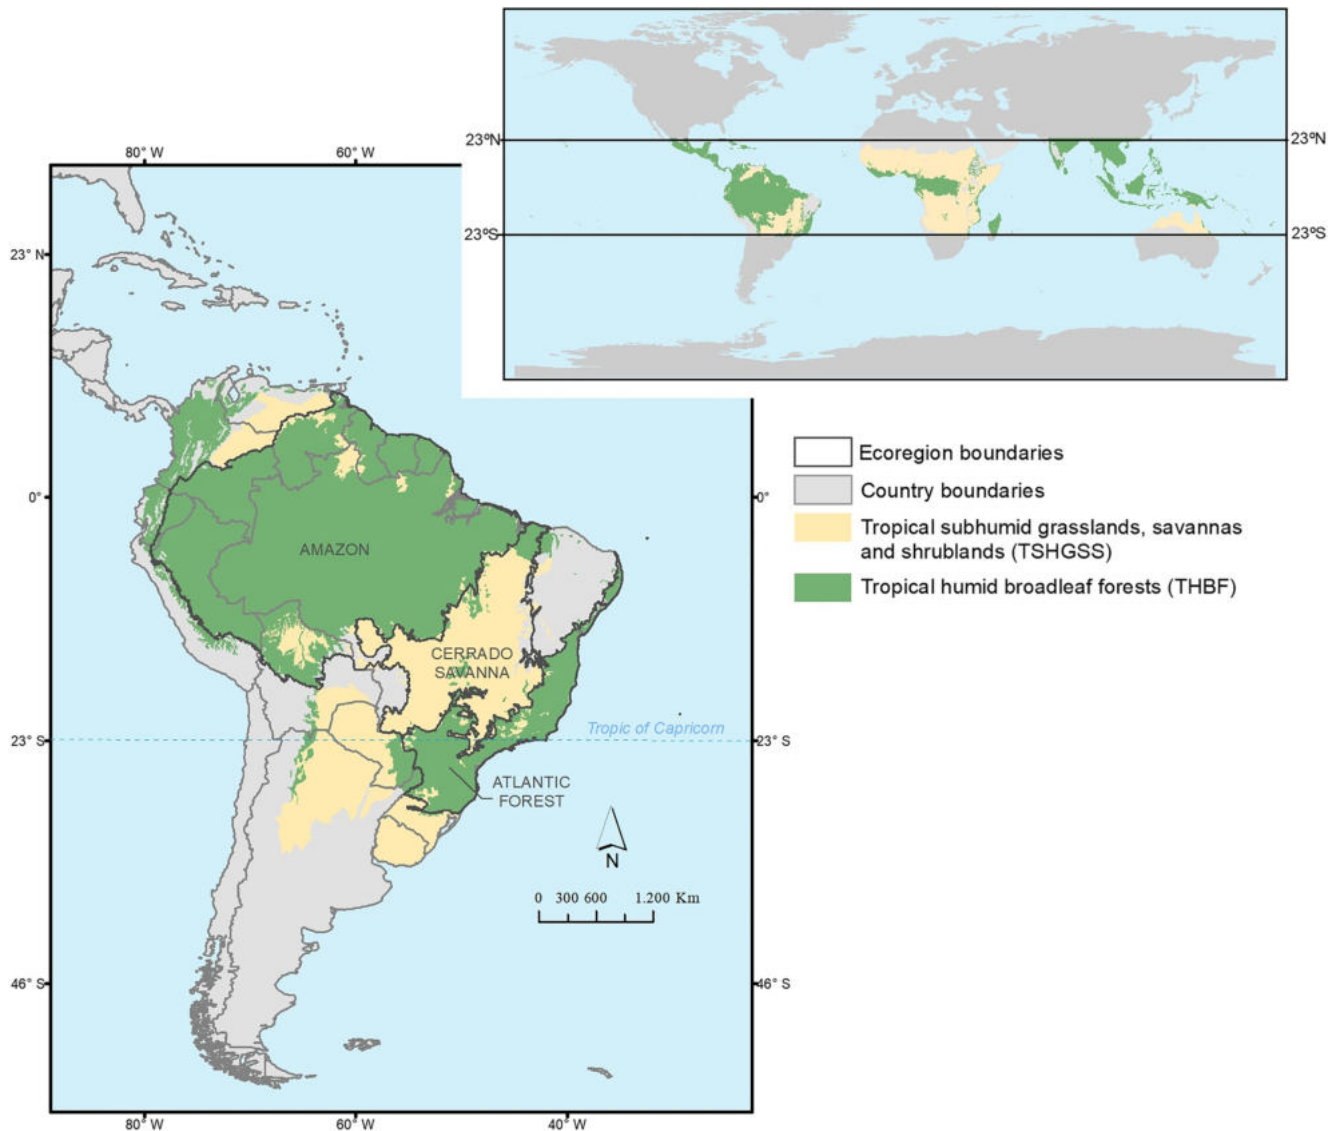 23ºN
23ºN
23ºS
23ºS
80° W
60° W
23° N
0°
0°
AMAZON
CERRADO
SAVANNA
Tropic of Capricorn
23° S
23° S
ATLANTIC
FOREST
N
0 300 600 1.200 Km
46° S
46° S
80° W
60° W
40° W
Ecoregion boundaries
Country boundaries
Tropical subhumid grasslands, savannas
and shrublands (TSHGSS)
Tropical humid broadleaf forests (THBF)